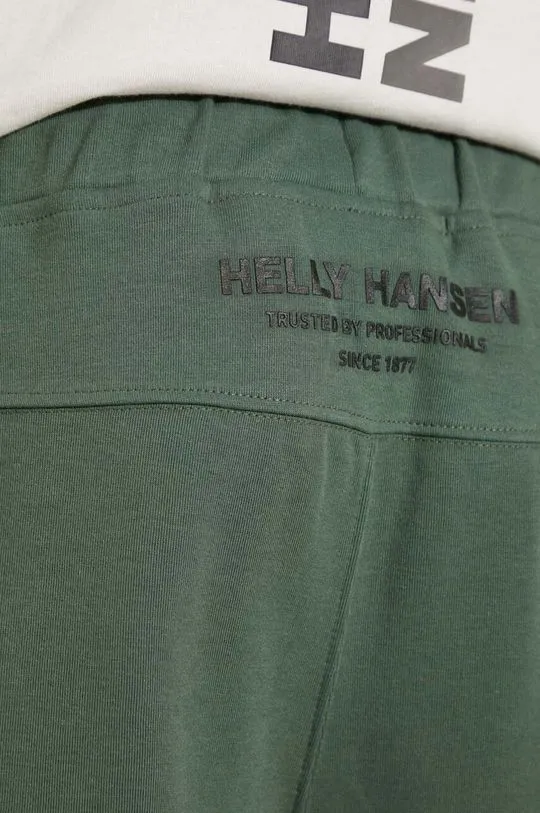 H
N
HELLY HANSEN
TRUSTED BY PROFESSIONALS
SINCE 1877